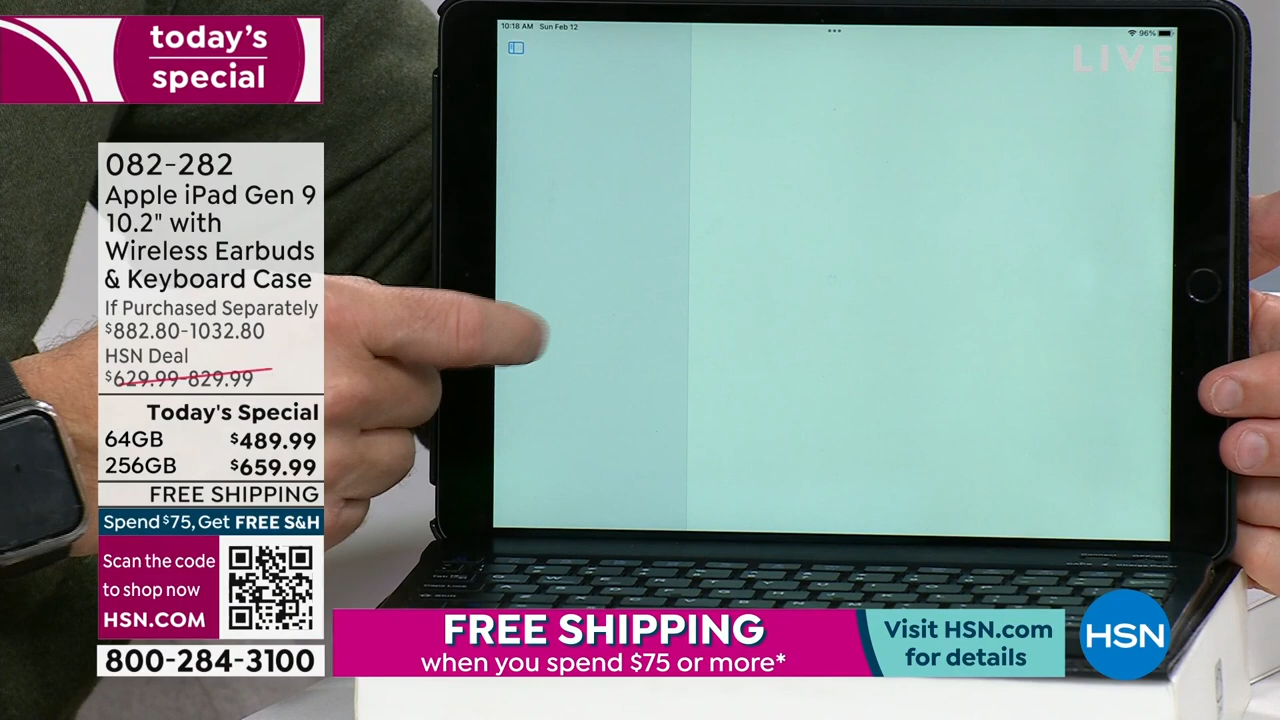 today's
special
082-282
Apple iPad Gen 9
10.2" with
Wireless Earbuds
& Keyboard Case
If Purchased Separately
$882.80-1032.80
HSN Deal
$629.99-829.99
Today's Special
64GB $489.99
256GB $659.99
FREE SHIPPING
Spend $75, Get FREE S&H
Scan the code
to shop now
HSN.COM
800-284-3100
10:18 AM Sun Feb 12
96%
LIVE
FREE SHIPPING
when you spend $75 or more*
Visit HSN.com
for details
HSN